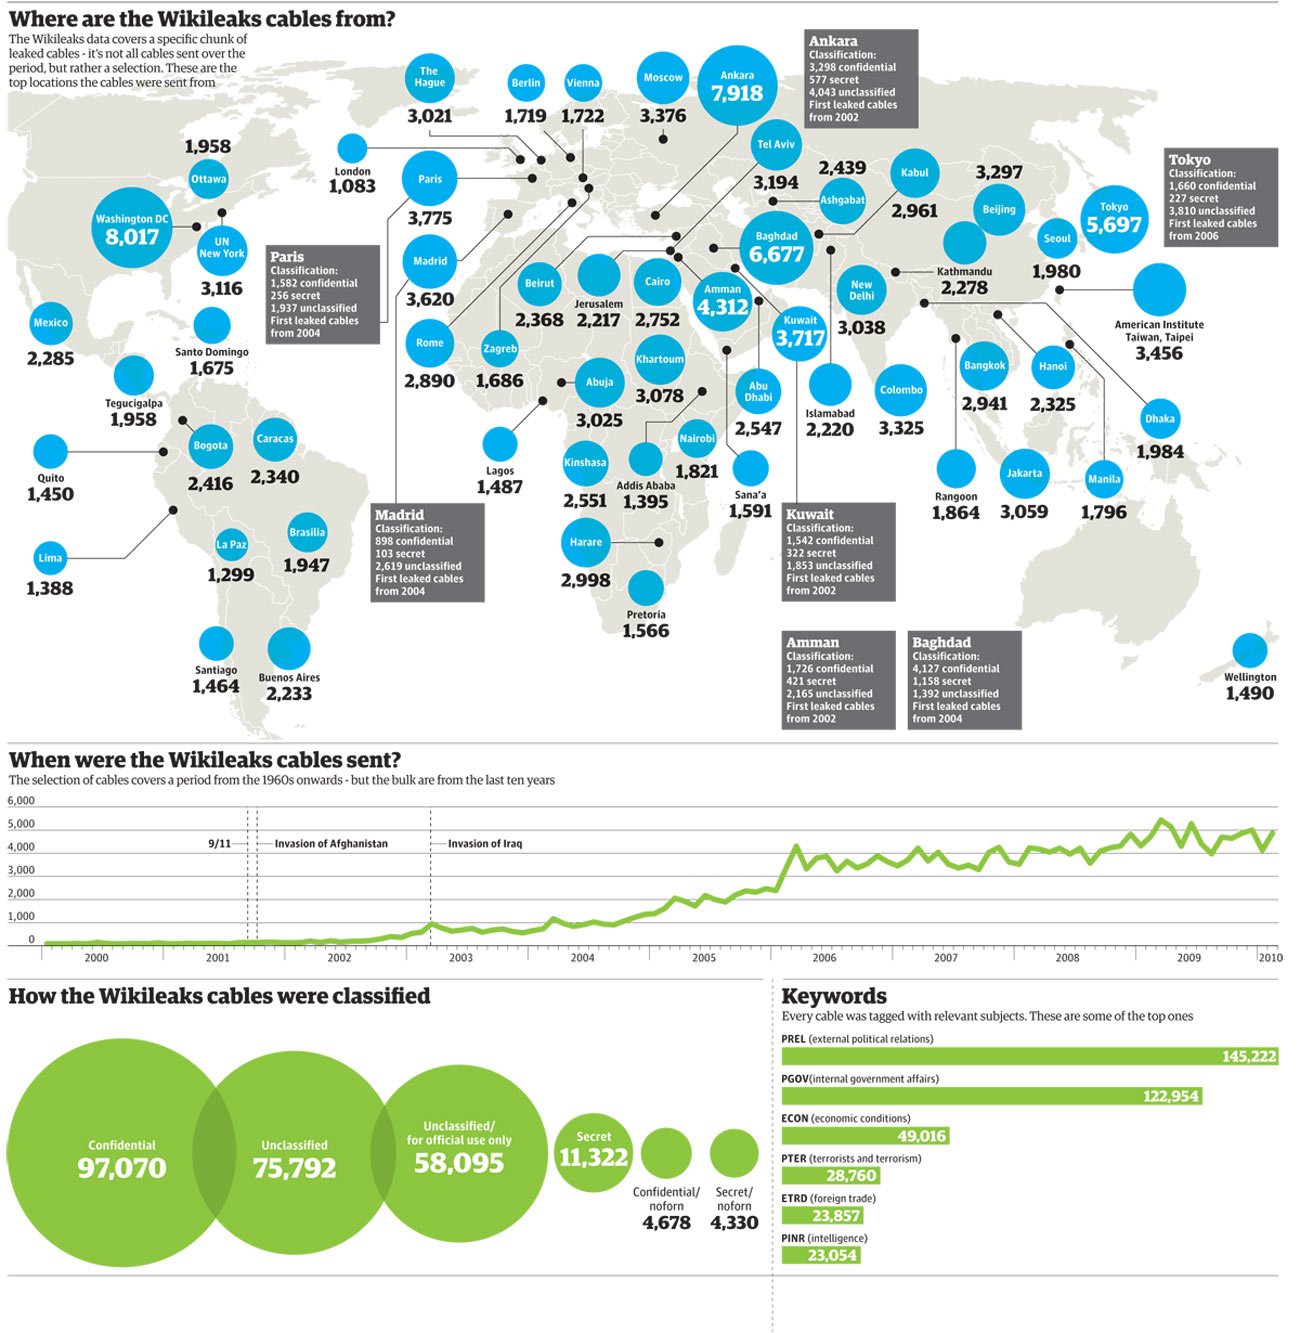 Where are the Wikileaks cables from?
The Wikileaks data covers a specific chunk of
leaked cables - it's not all cables sent over the
period, but rather a selection. These are the
top locations the cables were sent from
The
Hague
3,021
Berlin
1,719
Vienna
1,722
Moscow
3,376
Ankara
7,918
Ankara
Classification:
3,298 confidential
577 secret
4,043 unclassified
First leaked cables
from 2002
1,958
Ottawa
London
1,083
Paris
3,775
Tel Aviv
3,194
2,439
Ashgabat
Kabul
2,961
3,297
Beijing
Tokyo
5,697
Tokyo
Classification:
1,660 confidential
227 secret
3,810 unclassified
First leaked cables
from 2006
Washington DC
8,017
UN
New York
3,116
Paris
Classification:
1,582 confidential
256 secret
1,937 unclassified
First leaked cables
from 2004
Madrid
3,620
Baghdad
6,677
Kathmandu
2,278
Seoul
1,980
Beirut
2,368
Jerusalem
2,217
Cairo
2,752
Amman
4,312
New
Delhi
3,038
American Institute
Taiwan, Taipei
3,456
Mexico
2,285
Santo Domingo
1,675
Rome
2,890
Zagreb
1,686
Kuwait
3,717
Tegucigalpa
1,958
Abuja
3,025
Khartoum
3,078
Abu
Dhabi
2,547
Islamabad
2,220
Colombo
3,325
Bangkok
2,941
Hanoi
2,325
Dhaka
1,984
Quito
1,450
Bogota
2,416
Caracas
2,340
Lagos
1,487
Kinshasa
2,551
Addis Ababa
1,395
Nairobi
1,821
Sana'a
1,591
Rangoon
1,864
Jakarta
3,059
Manila
1,796
Lima
1,388
La Paz
1,299
Brasilia
1,947
Madrid
Classification:
898 confidential
103 secret
2,619 unclassified
First leaked cables
from 2004
Harare
2,998
Pretoria
1,566
Kuwait
Classification:
1,542 confidential
322 secret
1,853 unclassified
First leaked cables
from 2002
Santiago
1,464
Buenos Aires
2,233
Amman
Classification:
1,726 confidential
421 secret
2,165 unclassified
First leaked cables
from 2002
Baghdad
Classification:
4,127 confidential
1,158 secret
1,392 unclassified
First leaked cables
from 2004
Wellington
1,490
When were the Wikileaks cables sent?
The selection of cables covers a period from the 1960s onwards - but the bulk are from the last ten years
6,000
5,000
4,000
3,000
2,000
1,000
0
9/11
Invasion of Afghanistan
Invasion of Iraq
2000
2001
2002
2003
2004
2005
2006
2007
2008
2009
2010
How the Wikileaks cables were classified
Confidential
97,070
Unclassified
75,792
Unclassified/
for official use only
58,095
Secret
11,322
Confidential/
noforn
4,678
Secret/
noforn
4,330
Keywords
Every cable was tagged with relevant subjects. These are some of the top ones
PREL (external political relations)
145,222
PGOV(internal government affairs)
122,954
ECON (economic conditions)
49,016
PTER (terrorists and terrorism)
28,760
ETRD (foreign trade)
23,857
PINR (intelligence)
23,054